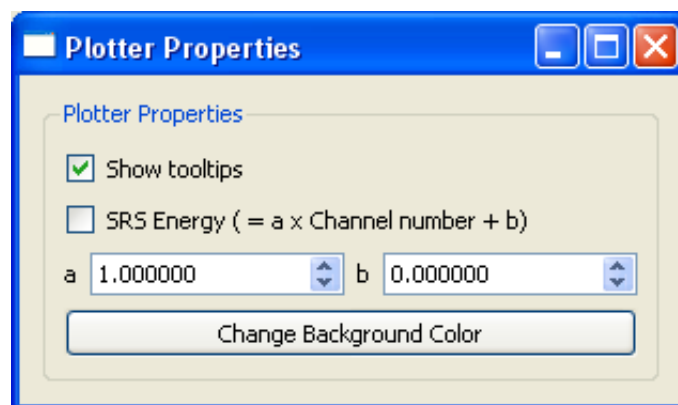 Plotter Properties
Plotter Properties
Show tooltips
SRS Energy ( = a x Channel number + b)
a 1.000000 b 0.000000
Change Background Color